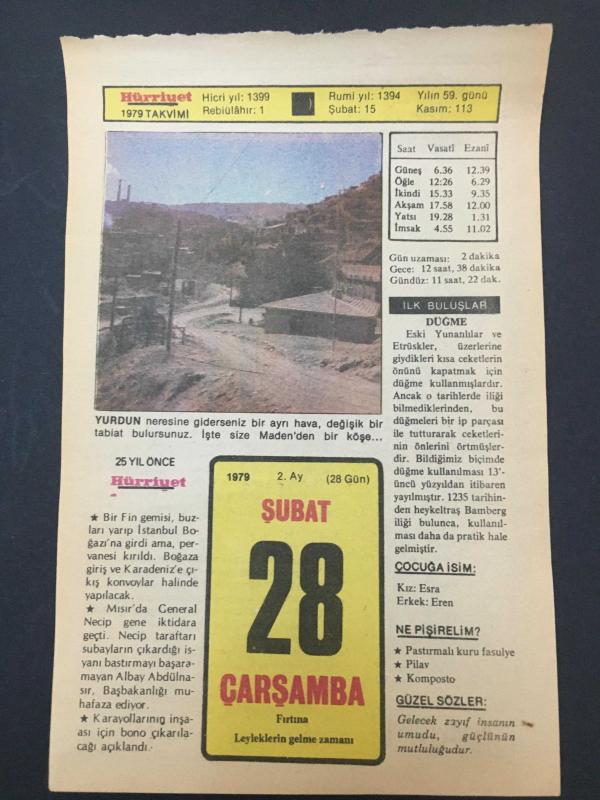 Hürriyet
1979 TAKVİMİ
Hicri yıl: 1399
Rebiülâhır: 1
Rumi yıl: 1394
Şubat: 15
Yılın 59. günü
Kasım: 113
Saat Vasatî Ezanî
Güneş 6.36 12.39
Öğle 12:26 6.29
İkindi 15.33 9.35
Akşam 17.58 12.00
Yatsı 19.28 1.31
İmsak 4.55 11.02
Gün uzaması: 2 dakika
Gece: 12 saat, 38 dakika
Gündüz: 11 saat, 22 dak.
YURDUN neresine giderseniz bir ayrı hava, değişik bir
tabiat bulursunuz. İşte size Maden'den bir köşe...
İLK BULUŞLAR
DÜĞME
Eski Yunanlılar ve
Etrüskler, üzerlerine
giydikleri kısa ceketlerin
önünü kapatmak için
düğme kullanmışlardır.
Ancak o tarihlerde iliği
bilmediklerinden, bu
düğmeleri bir ip parçası
ile tutturarak ceketleri-
nin önlerini örtmüşler-
dir. Bildiğimiz biçimde
düğme kullanılması 13'-
üncü yüzyıldan itibaren
yayılmıştır. 1235 tarihin-
den heykeltraş Bamberg
iliği bulunca, kullanıl-
ması daha da pratik hale
gelmiştir.
ÇOCUĞA İSİM:
Kız: Esra
Erkek: Eren
NE PİŞİRELİM?
★ Pastırmalı kuru fasulye
★ Pilav
★ Komposto
GÜZEL SÖZLER:
Gelecek zayıf insanın
umudu, güçlünün
mutluluğudur.
25 YIL ÖNCE
Hürriyet
★ Bir Fin gemisi, buz-
ları yarıp İstanbul Bo-
ğazı'na girdi ama, per-
vanesi kırıldı. Boğaza
giriş ve Karadeniz'e çı-
kış konvoylar halinde
yapılacak.
★ Mısır'da General
Necip gene iktidara
geçti. Necip taraftarı
subayların çıkardığı is-
yanı bastırmayı başara-
mayan Albay Abdülna-
sır, Başbakanlığı mu-
hafaza ediyor.
★ Karayollarının inşa-
ası için bono çıkarıla-
cağı açıklandı.
1979 2. Ay (28 Gün)
ŞUBAT
28
ÇARŞAMBA
Fırtına
Leyleklerin gelme zamanı